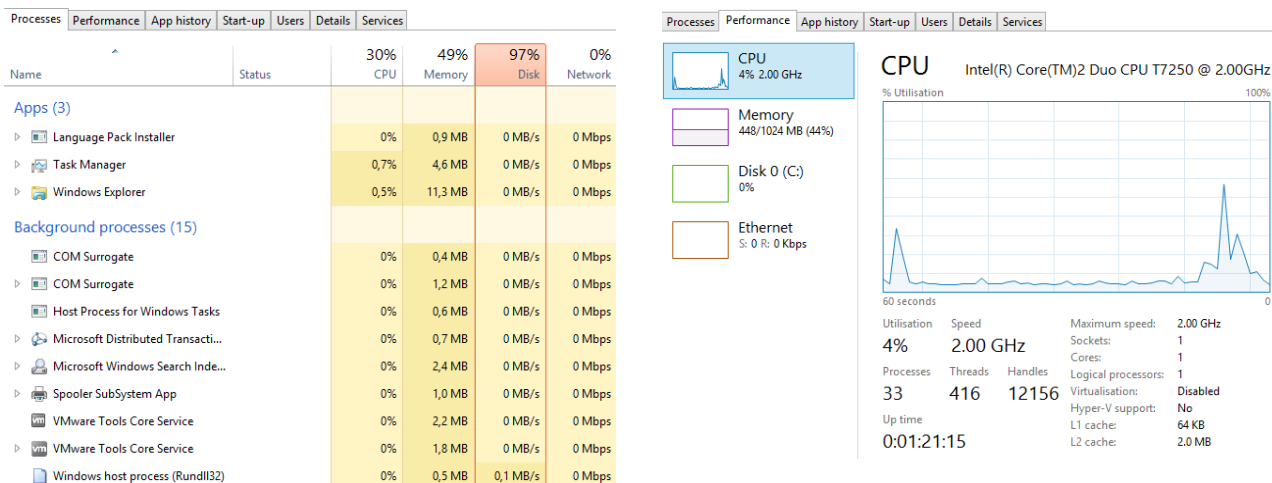 Processes Performance App history Start-up Users Details Services
30% 49% 97% 0%
Name Status CPU Memory Disk Network
Apps (3)
Language Pack Installer 0% 0,9 MB 0 MB/s 0 Mbps
Task Manager 0,7% 4,6 MB 0 MB/s 0 Mbps
Windows Explorer 0,5% 11,3 MB 0 MB/s 0 Mbps
Background processes (15)
COM Surrogate 0% 0,4 MB 0 MB/s 0 Mbps
COM Surrogate 0% 1,2 MB 0 MB/s 0 Mbps
Host Process for Windows Tasks 0% 0,6 MB 0 MB/s 0 Mbps
Microsoft Distributed Transacti... 0% 0,7 MB 0 MB/s 0 Mbps
Microsoft Windows Search Inde... 0% 2,4 MB 0 MB/s 0 Mbps
Spooler SubSystem App 0% 1,0 MB 0 MB/s 0 Mbps
vm VMware Tools Core Service 0% 2,2 MB 0 MB/s 0 Mbps
vm VMware Tools Core Service 0% 1,8 MB 0 MB/s 0 Mbps
Windows host process (Rundll32) 0% 0,5 MB 0,1 MB/s 0 Mbps
Processes Performance App history Start-up Users Details Services
CPU
4% 2.00 GHz
Memory
448/1024 MB (44%)
Disk 0 (C:)
0%
Ethernet
S: 0 R: 0 Kbps
CPU Intel(R) Core(TM)2 Duo CPU T7250 @ 2.00GHz
% Utilisation 100%
60 seconds 0
Utilisation Speed
4% 2.00 GHz
Processes Threads Handles
33 416 12156
Up time
0:01:21:15
Maximum speed: 2.00 GHz
Sockets: 1
Cores: 1
Logical processors: 1
Virtualisation: Disabled
Hyper-V support: No
L1 cache: 64 KB
L2 cache: 2.0 MB